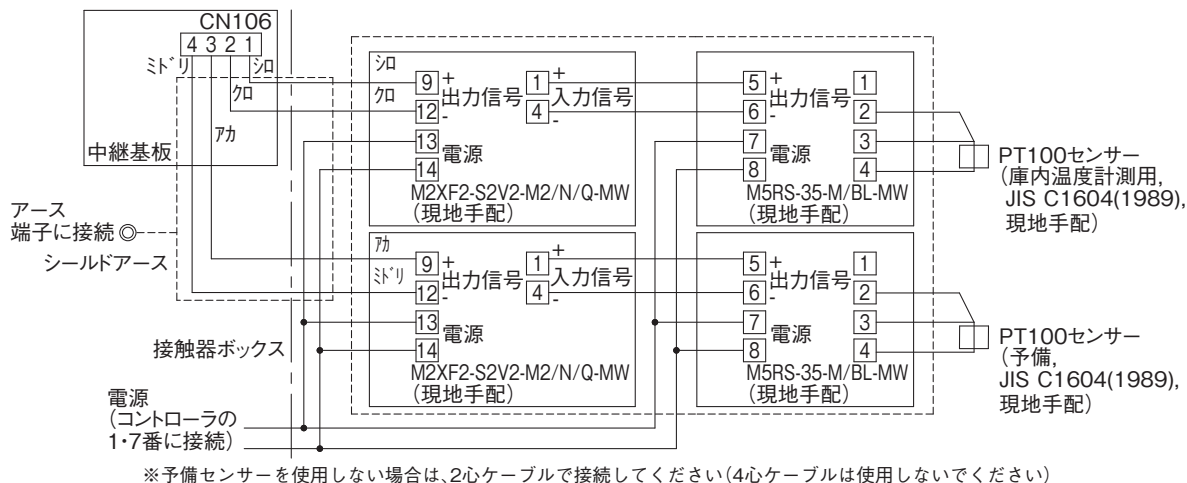 CN106
4 3 2 1
ﾐﾄﾞﾘ
ｼﾛ
ｸﾛ
ｱｶ
中継基板
アース
端子に接続
シールドアース
接触器ボックス
電源
(コントローラの
1・7番に接続)
ｼﾛ
ｸﾛ
9 + 出力信号 1 + 入力信号
12 - 4 -
13 電源
14
M2XF2-S2V2-M2/N/Q-MW
(現地手配)
5 + 出力信号 1
6 - 2
7 電源 3
8 4
M5RS-35-M/BL-MW
(現地手配)
PT100センサー
(庫内温度計測用,
JIS C1604(1989),
現地手配)
ｱｶ
ﾐﾄﾞﾘ
9 + 出力信号 1 + 入力信号
12 - 4 -
13 電源
14
M2XF2-S2V2-M2/N/Q-MW
(現地手配)
5 + 出力信号 1
6 - 2
7 電源 3
8 4
M5RS-35-M/BL-MW
(現地手配)
PT100センサー
(予備,
JIS C1604(1989),
現地手配)
※予備センサーを使用しない場合は、2心ケーブルで接続してください(4心ケーブルは使用しないでください)